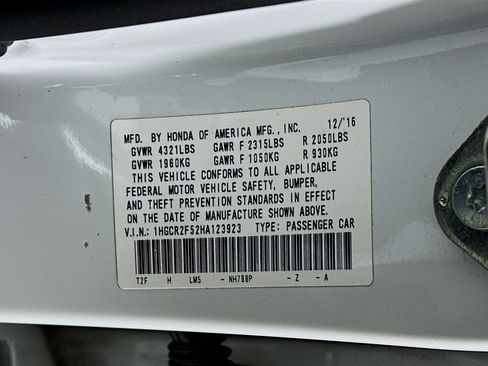 MFD. BY HONDA OF AMERICA MFG., INC. 12/'16
GVWR 4321LBS GAWR F 2315LBS R 2050LBS
GVWR 1960KG GAWR F 1050KG R 930KG
THIS VEHICLE CONFORMS TO ALL APPLICABLE
FEDERAL MOTOR VEHICLE SAFETY, BUMPER,
AND THEFT PREVENTION STANDARDS IN EFFECT
ON THE DATE OF MANUFACTURE SHOWN ABOVE.
V.I.N.: 1HGCR2F52HA123923 TYPE: PASSENGER CAR
T2F H LW5 - NH788P - Z - A